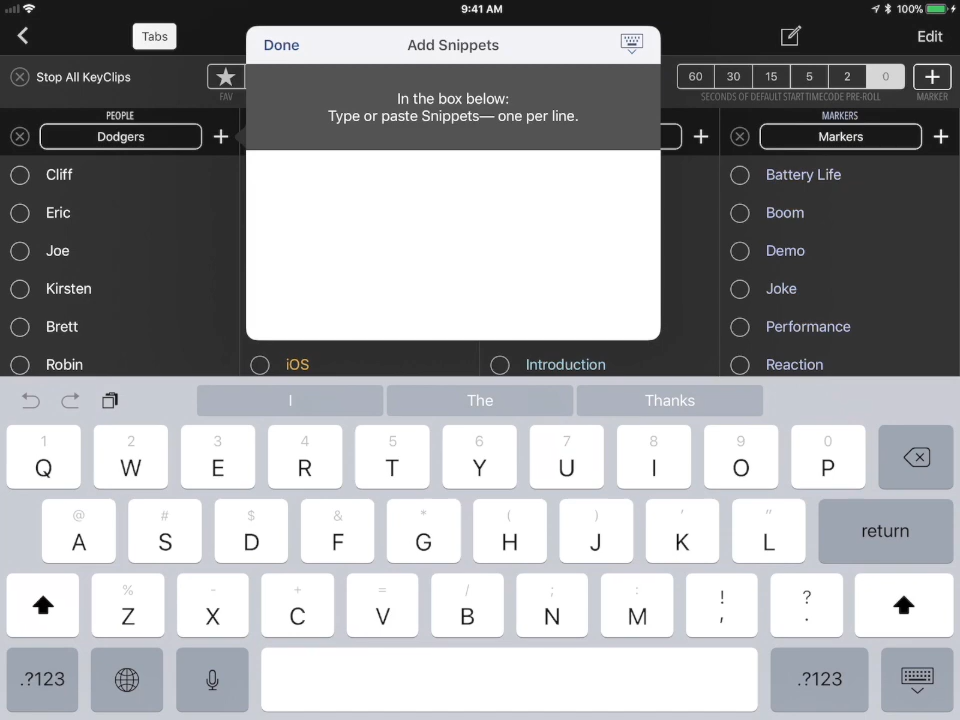 9:41 AM
100%
Tabs
Done
Add Snippets
Edit
Stop All KeyClips
FAV
60 30 15 5 2 0
SECONDS OF DEFAULT START TIMECODE PRE-ROLL
MARKER
In the box below:
Type or paste Snippets— one per line.
PEOPLE
Dodgers
MARKERS
Markers
Cliff
Eric
Joe
Kirsten
Brett
Robin
iOS
Introduction
Battery Life
Boom
Demo
Joke
Performance
Reaction
I The Thanks
1 2 3 4 5 6 7 8 9 0
Q W E R T Y U I O P
@ # $ & * ( ) ' "
A S D F G H J K L return
% - + = / ; : ! ?
Z X C V B N M , .
.?123 .?123